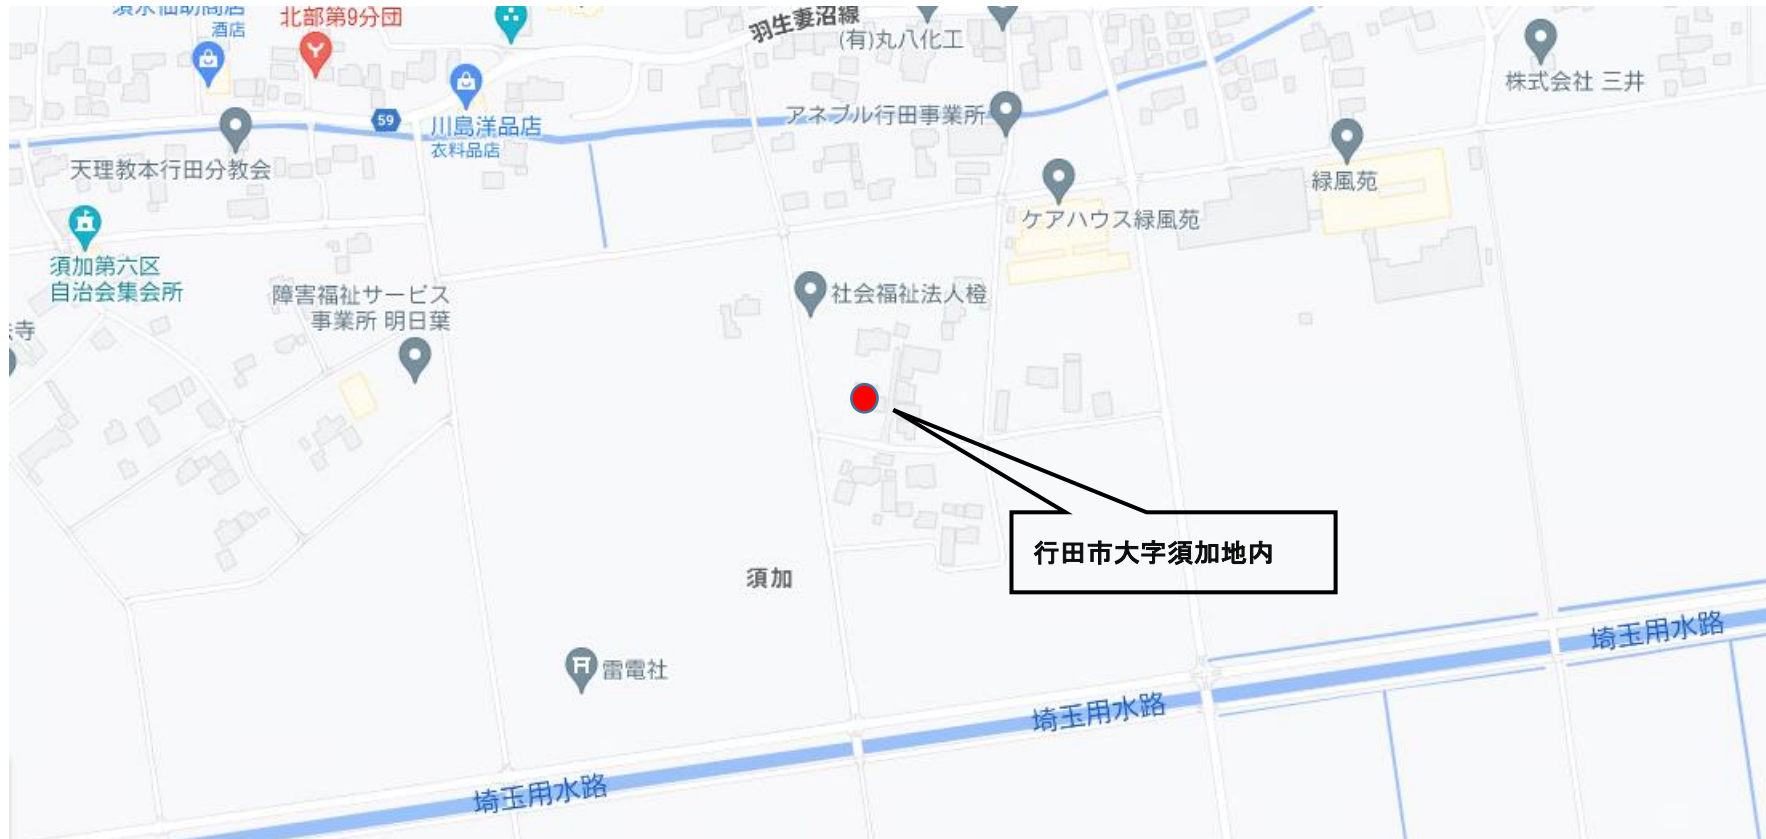 酒店
北部第9分団
羽生妻沼線
(有)丸八化工
株式会社 三井
59
川島洋品店
衣料品店
アネブル行田事業所
天理教本行田分教会
緑風苑
ケアハウス緑風苑
須加第六区
自治会集会所
障害福祉サービス
事業所 明日葉
社会福祉法人橙
寺
行田市大字須加地内
須加
雷電社
埼玉用水路
埼玉用水路
埼玉用水路